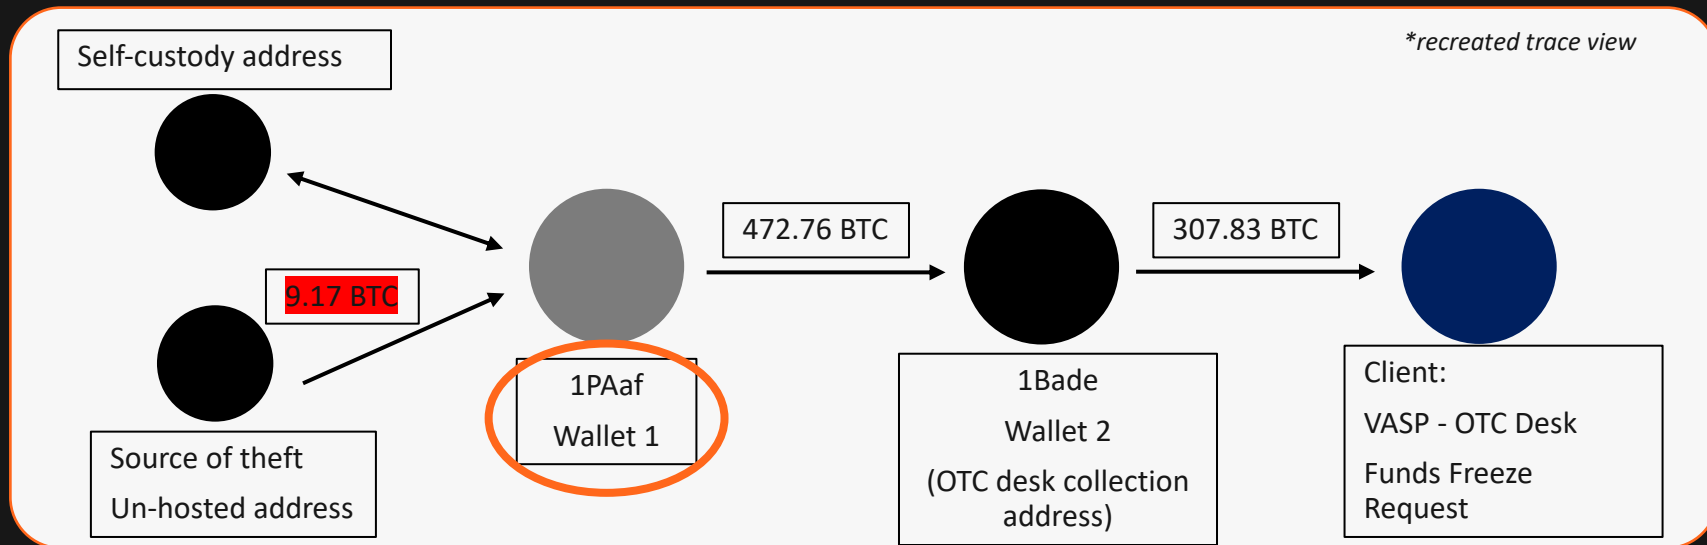 Self-custody address
*recreated trace view
472.76 BTC
307.83 BTC
9.17 BTC
Source of theft
Un-hosted address
1PAaf
Wallet 1
1Bade
Wallet 2
(OTC desk collection
address)
Client:
VASP - OTC Desk
Funds Freeze
Request